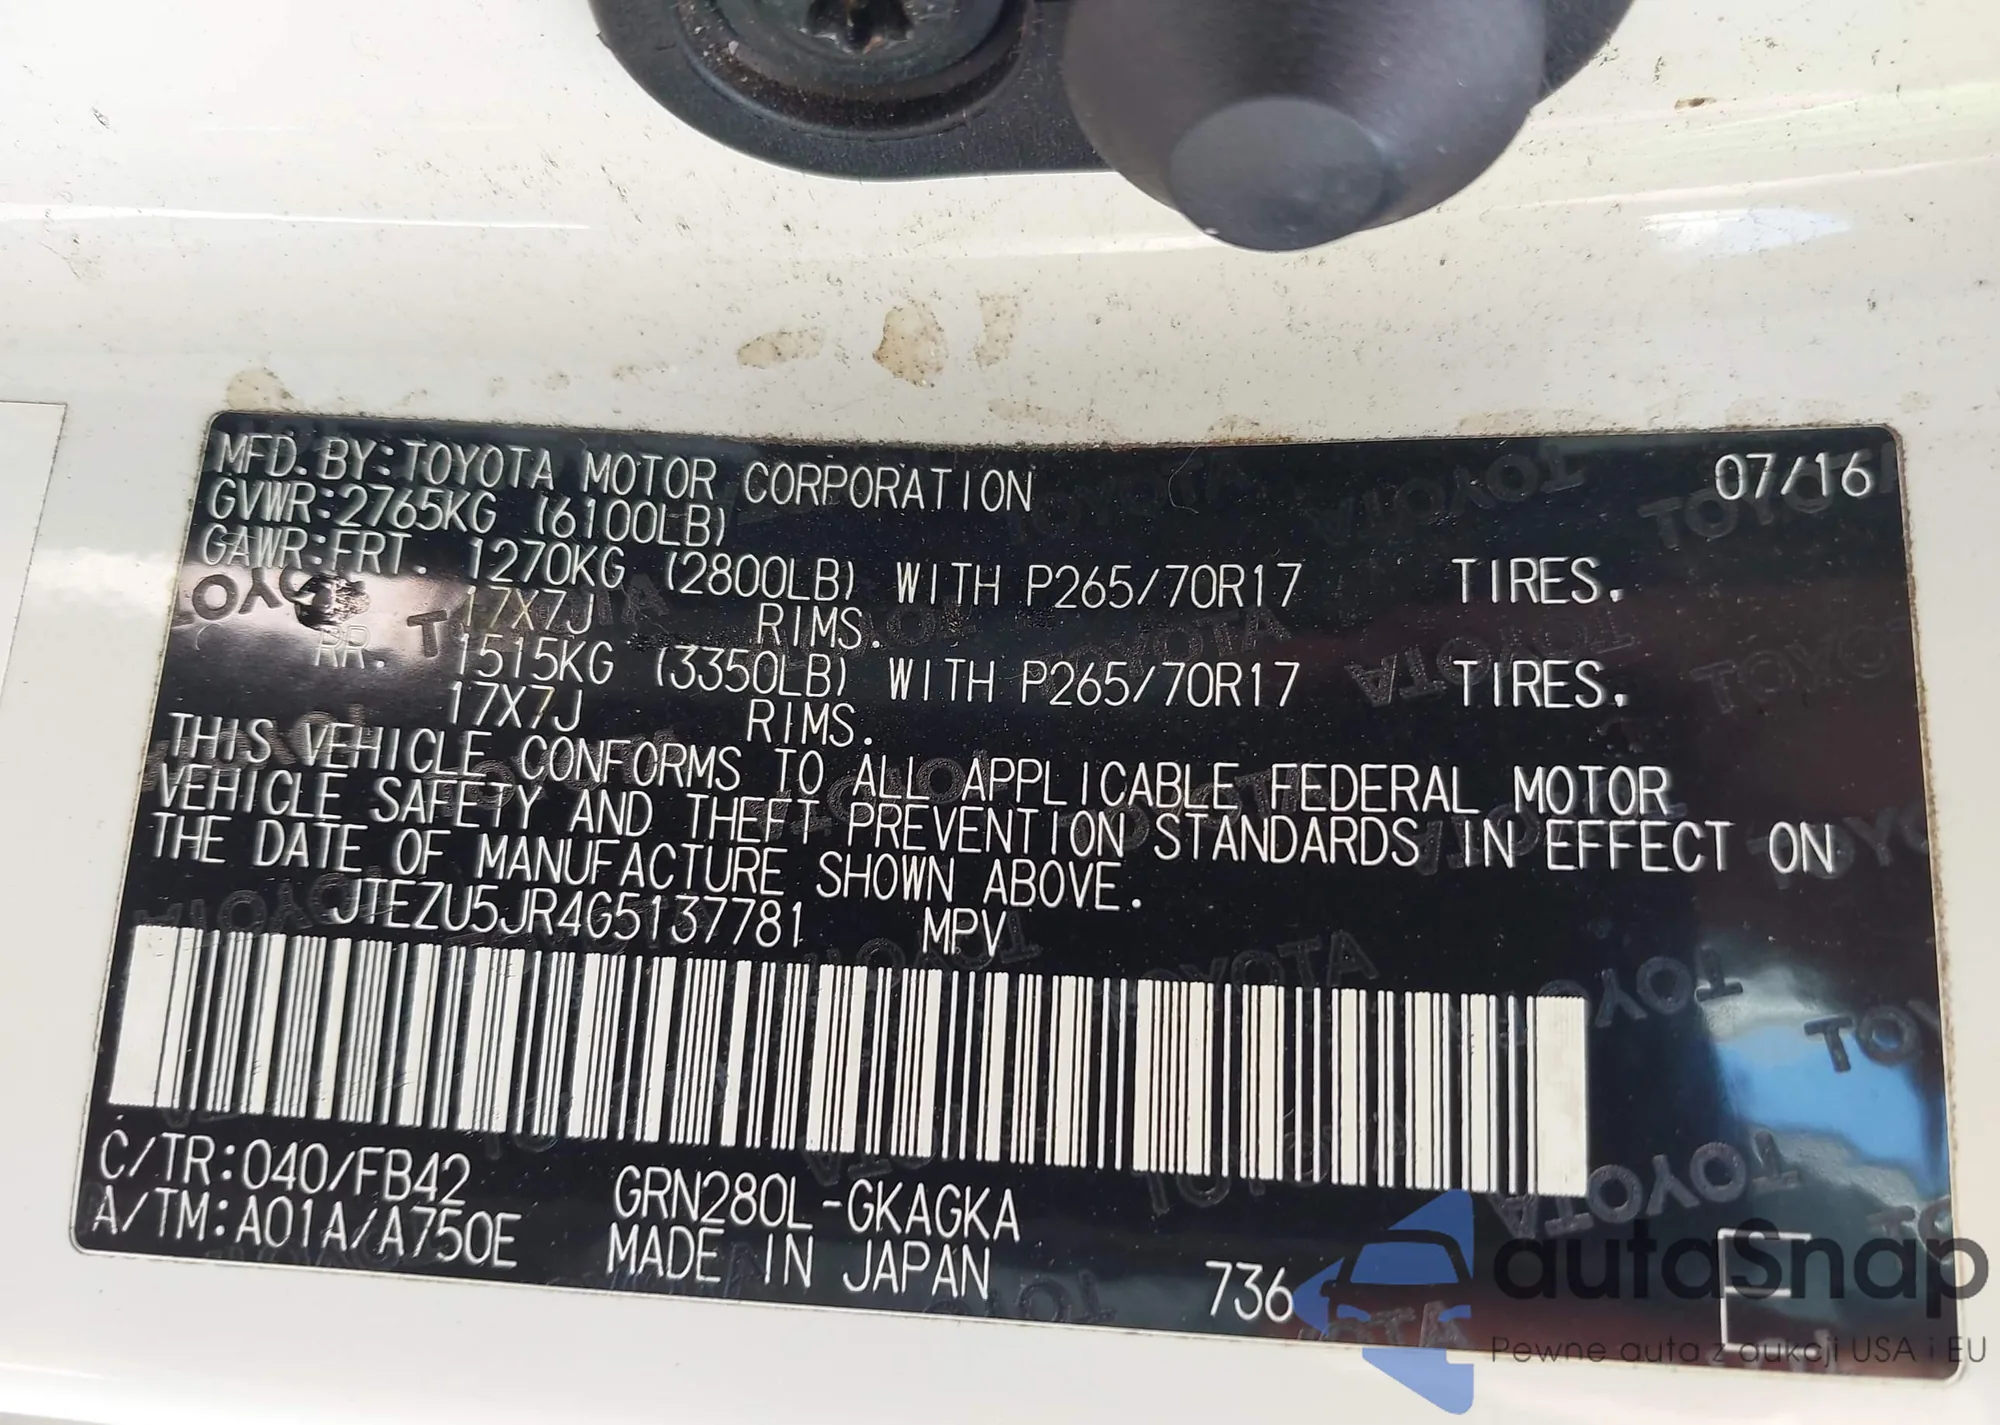 MFD. BY: TOYOTA MOTOR CORPORATION 07/16
GVWR: 2765KG (6100LB)
GAWR: FRT. 1270KG (2800LB) WITH P265/70R17 TIRES.
17X7J RIMS.
RR. 1515KG (3350LB) WITH P265/70R17 TIRES.
17X7J RIMS.
THIS VEHICLE CONFORMS TO ALL APPLICABLE FEDERAL MOTOR
VEHICLE SAFETY AND THEFT PREVENTION STANDARDS IN EFFECT ON
THE DATE OF MANUFACTURE SHOWN ABOVE.
JTEZU5JR4G5137781 MPV
C/TR: 040/FB42 GRN280L-GKAGKA
A/TM: A01A/A750E MADE IN JAPAN 736
autoSnap
Pewne auta z aukcji USA i EU